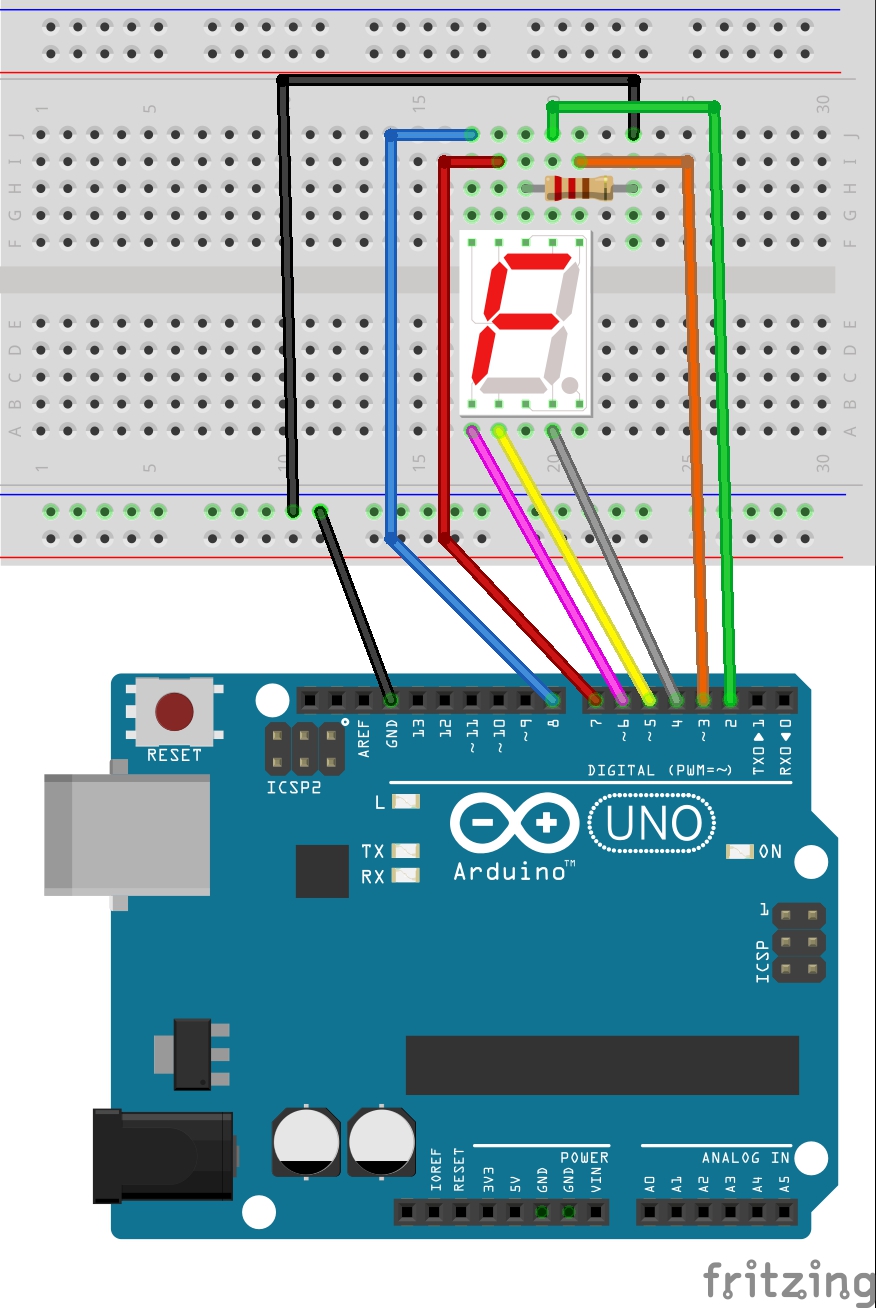 1 5 15 20 25 30
J J
I I
H H
G G
F F
E E
D D
C C
B B
A A
1 5 10 15 20 25 30
RESET
AREF GND 13 12 ~11 ~10 ~9 8 7 ~6 ~5 4 ~3 2 TX0▶1 RX0◀0
ICSP2
DIGITAL (PWM=~)
L
TX
RX
UNO
Arduino™
ON
1
ICSP
IOREF RESET 3V3 5V GND GND VIN
POWER
ANALOG IN
A0 A1 A2 A3 A4 A5
fritzing